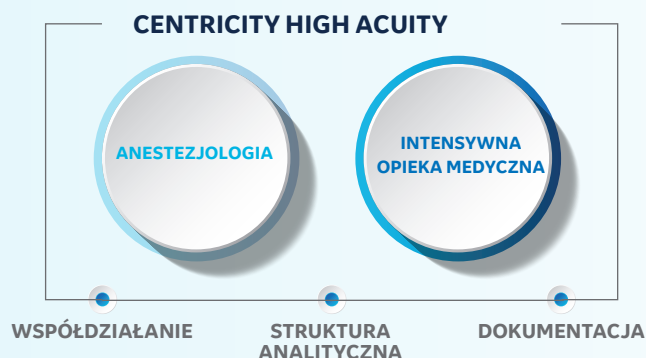 CENTRICITY HIGH ACUITY
ANESTEZJOLOGIA
INTENSYWNA
OPIEKA MEDYCZNA
WSPÓŁDZIAŁANIE
STRUKTURA
ANALITYCZNA
DOKUMENTACJA